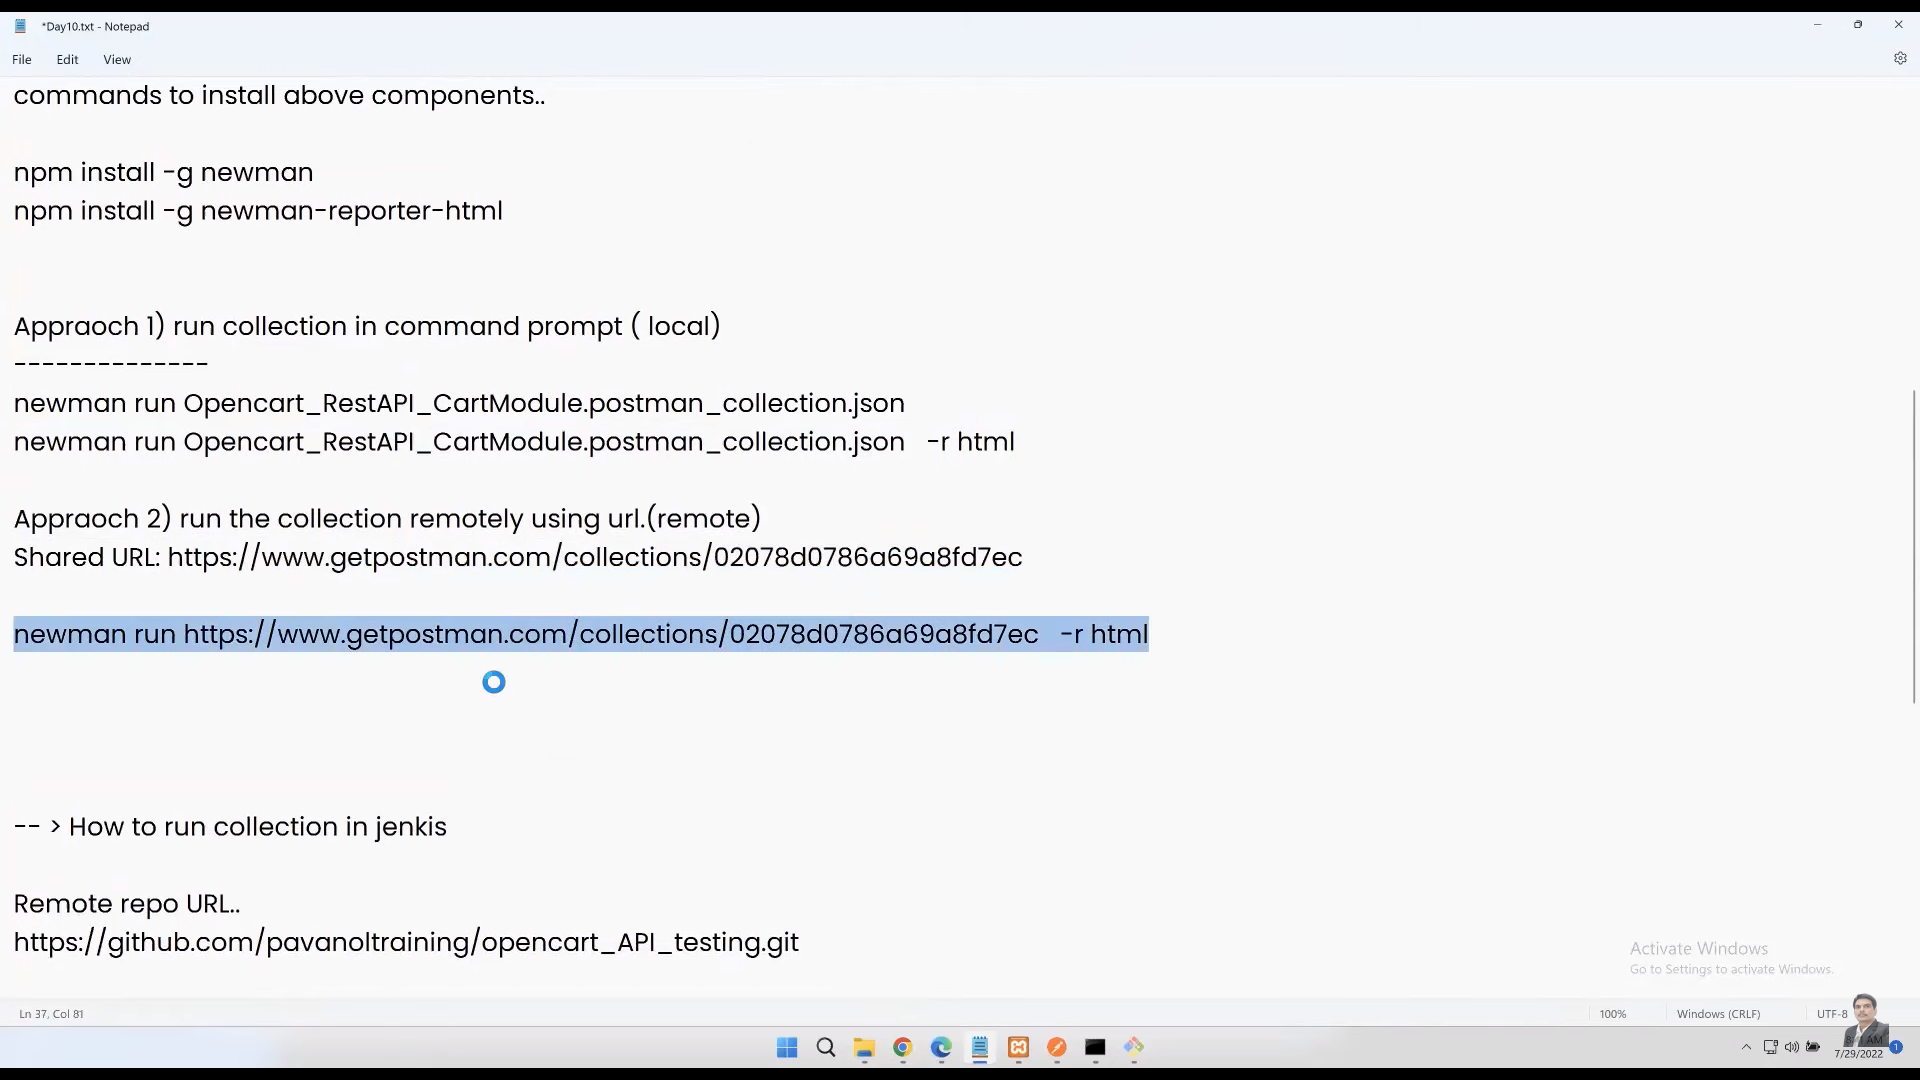 *Day10.txt - Notepad
File Edit View
commands to install above components..
npm install -g newman
npm install -g newman-reporter-html
Appraoch 1) run collection in command prompt ( local)
--------------
newman run Opencart_RestAPI_CartModule.postman_collection.json
newman run Opencart_RestAPI_CartModule.postman_collection.json   -r html
Appraoch 2) run the collection remotely using url.(remote)
Shared URL: https://www.getpostman.com/collections/02078d0786a69a8fd7ec
newman run https://www.getpostman.com/collections/02078d0786a69a8fd7ec   -r html
-- > How to run collection in jenkis
Remote repo URL..
https://github.com/pavanoltraining/opencart_API_testing.git
Activate Windows
Go to Settings to activate Windows.
Ln 37, Col 81 100% Windows (CRLF) UTF-8
AM
7/29/2022 1